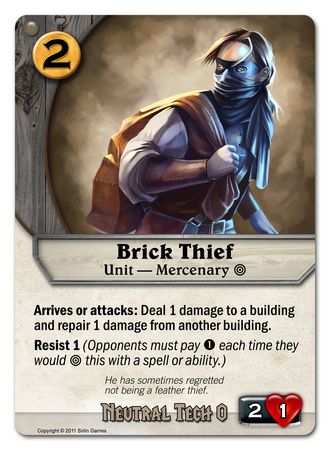 2
Brick Thief
Unit — Mercenary ◎
Arrives or attacks: Deal 1 damage to a building
and repair 1 damage from another building.
Resist 1 (Opponents must pay ❶ each time they
would ◎ this with a spell or ability.)
He has sometimes regretted
not being a feather thief.
Neutral Tech 0
2 1
Copyright © 2011 Sirlin Games